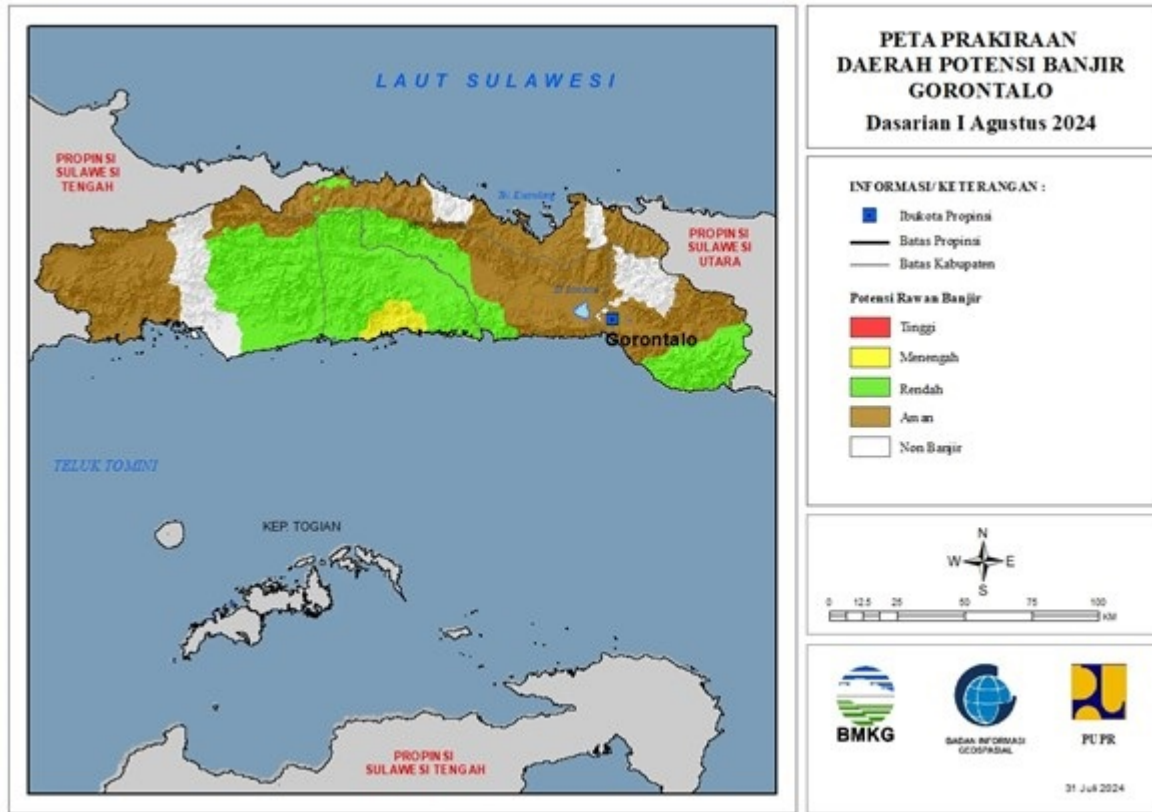 PETA PRAKIRAAN
DAERAH POTENSI BANJIR
GORONTALO
Dasarian I Agustus 2024
LAUT SULAWESI
PROPINSI
SULAWESI
TENGAH
PROPINSI
SULAWESI
UTARA
Gorontalo
TELUK TOMINI
KEP. TOGIAN
PROPINSI
SULAWESI TENGAH
INFORMASI/KETERANGAN :
Ibukota Propinsi
Batas Propinsi
Batas Kabupaten
Potensi Rawan Banjir
Tinggi
Menengah
Rendah
Aman
Non Banjir
N
W E
S
0 12.5 25 50 75 100
KM
BMKG
BADAN INFORMASI
GEOSPASIAL
PUPR
31 Juli 2024